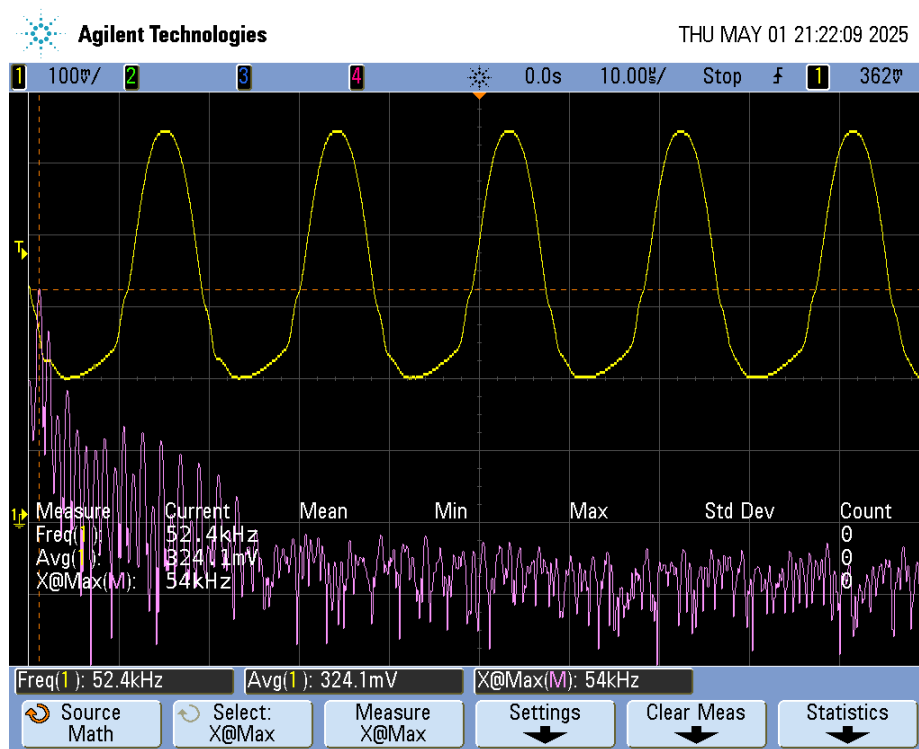 Agilent Technologies THU MAY 01 21:22:09 2025
1 100mV/ 2 3 4 0.0s 10.00us/ Stop 1 362mV
T
1
Measure Current Mean Min Max Std Dev Count
Freq(1): 52.4kHz 0
Avg(1): 324.1mV 0
X@Max(M): 54kHz 0
Freq(1): 52.4kHz Avg(1): 324.1mV X@Max(M): 54kHz
Source Select: Measure Settings Clear Meas Statistics
Math X@Max X@Max